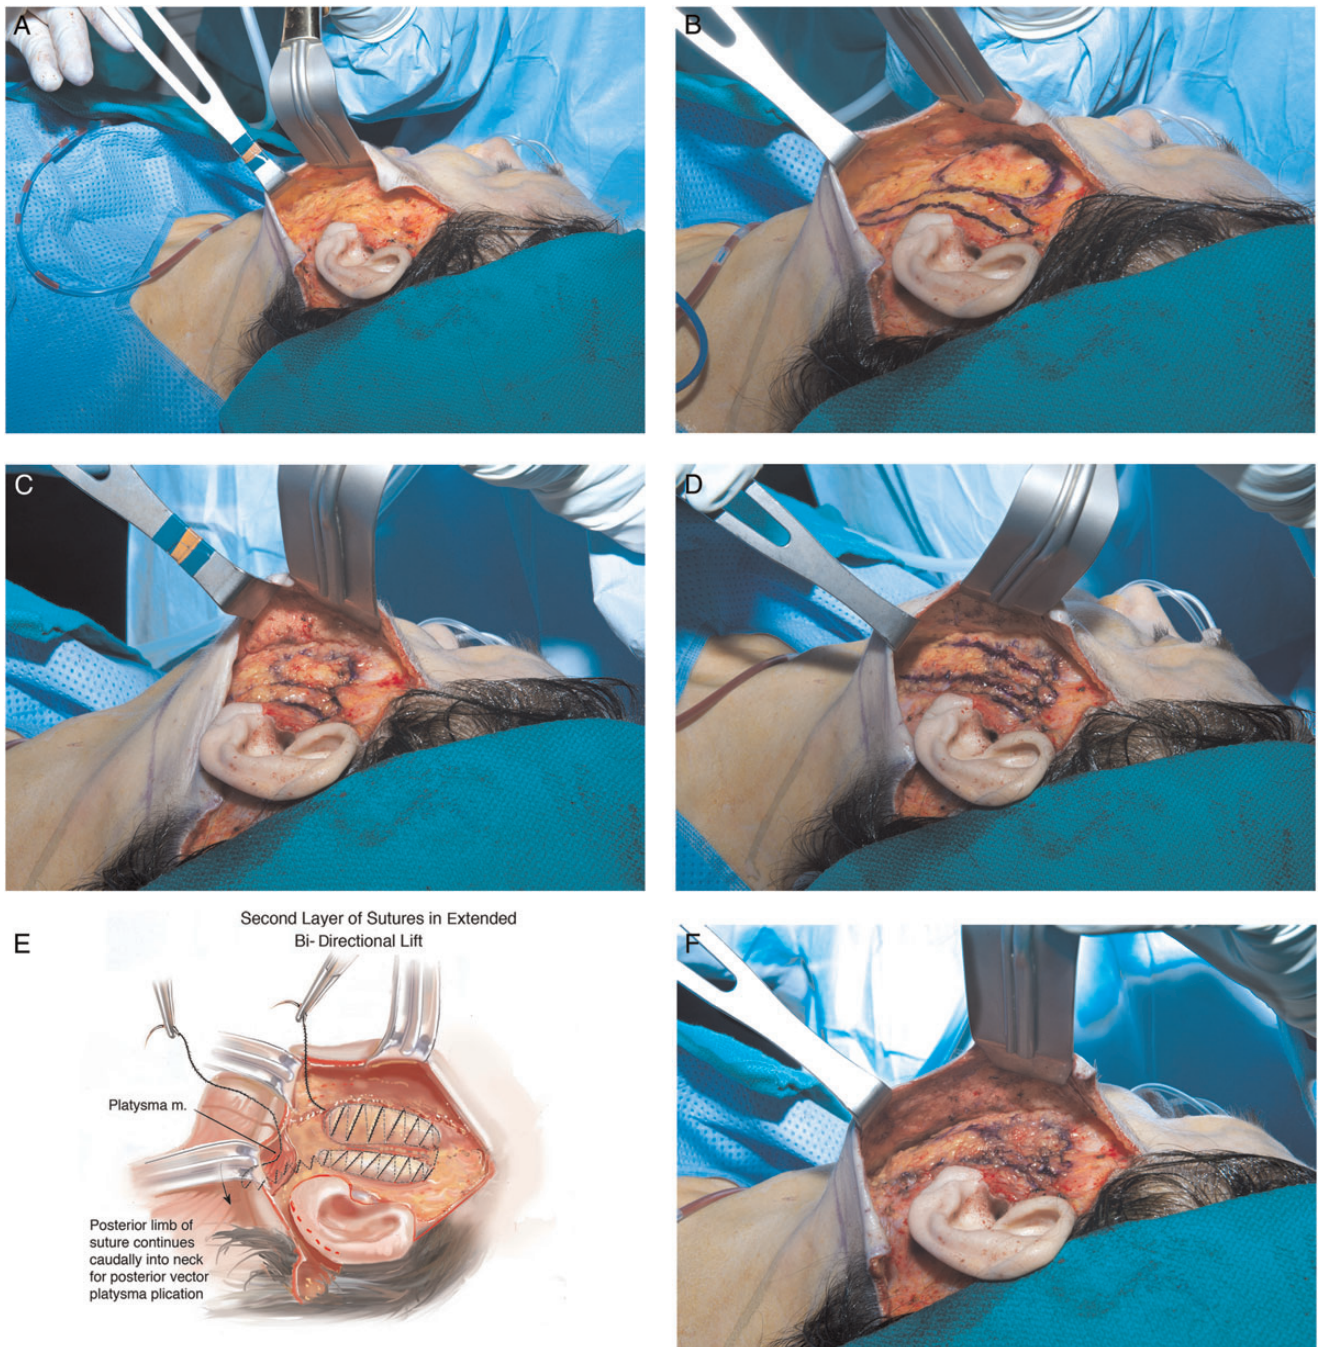 A
B
C
D
E
Second Layer of Sutures in Extended
Bi- Directional Lift
Platysma m.
Posterior limb of
suture continues
caudally into neck
for posterior vector
platysma plication
F